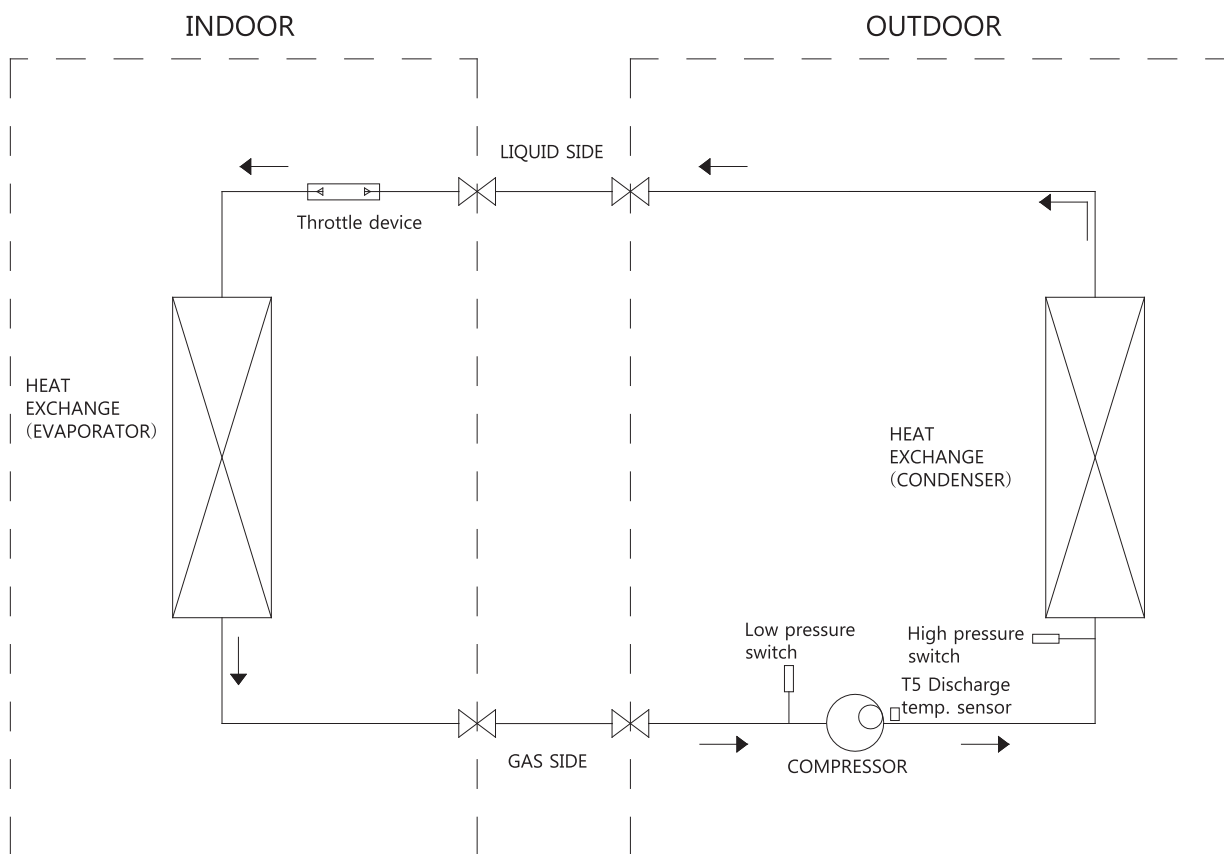 INDOOR
OUTDOOR
LIQUID SIDE
Throttle device
HEAT
EXCHANGE
(EVAPORATOR)
HEAT
EXCHANGE
(CONDENSER)
Low pressure
switch
High pressure
switch
T5 Discharge
temp. sensor
GAS SIDE
COMPRESSOR